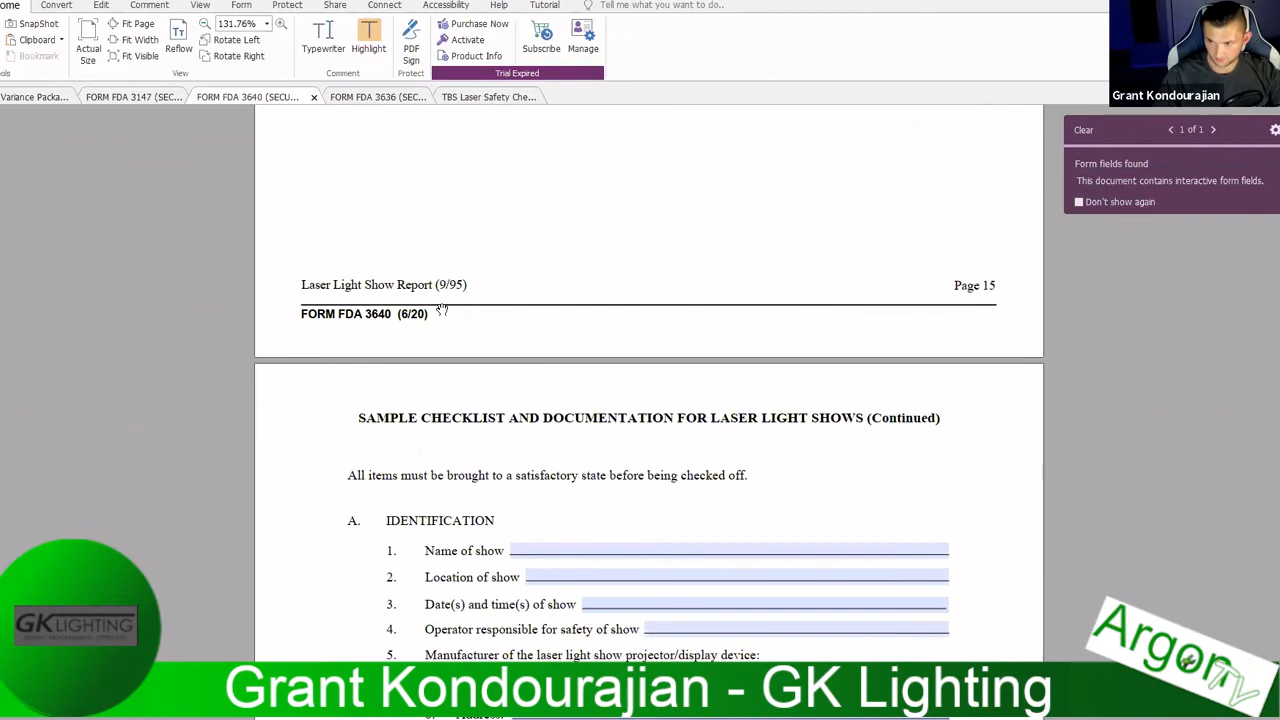 ome Convert Edit Comment View Form Protect Share Connect Accessibility Help Tutorial Tell me what you want to do...
SnapShot
Clipboard
Bookmark
ols
Actual Size
Fit Page
Fit Width
Fit Visible
Reflow
131.76%
Rotate Left
Rotate Right
View
Typewriter
Highlight
Comment
PDF Sign
Protect
Purchase Now
Activate
Product Info
Subscribe
Manage
Trial Expired
Variance Packa...
FORM FDA 3147 (SEC...
FORM FDA 3640 (SECU...
FORM FDA 3636 (SEC...
TBS Laser Safety Che...
Grant Kondourajian
Clear
1 of 1
Form fields found
This document contains interactive form fields.
Don't show again
Laser Light Show Report (9/95) Page 15
FORM FDA 3640 (6/20)
SAMPLE CHECKLIST AND DOCUMENTATION FOR LASER LIGHT SHOWS (Continued)
All items must be brought to a satisfactory state before being checked off.
A. IDENTIFICATION
1. Name of show
2. Location of show
3. Date(s) and time(s) of show
4. Operator responsible for safety of show
5. Manufacturer of the laser light show projector/display device:
GK LIGHTING
Argon TV
Grant Kondourajian - GK Lighting